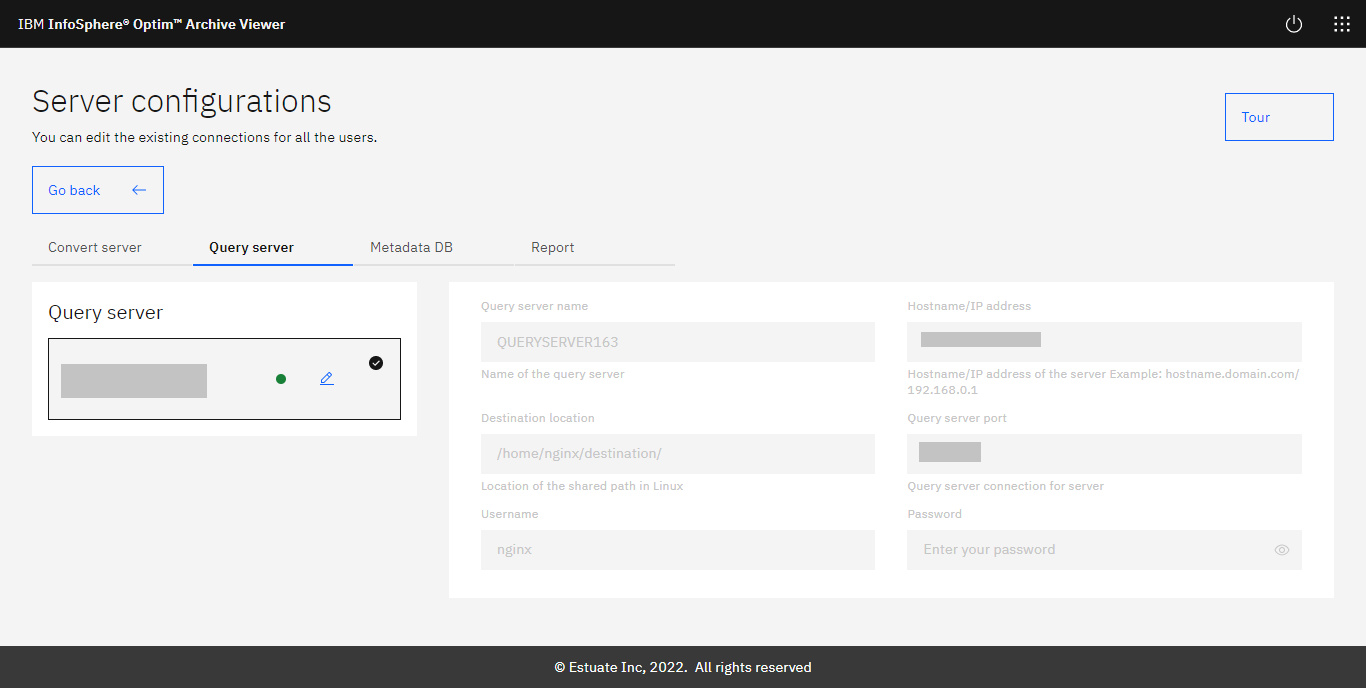 IBM InfoSphere® Optim™ Archive Viewer
Server configurations
You can edit the existing connections for all the users.
Tour
Go back
Convert server
Query server
Metadata DB
Report
Query server
Query server name
QUERYSERVER163
Name of the query server
Hostname/IP address
Hostname/IP address of the server Example: hostname.domain.com/
192.168.0.1
Destination location
/home/nginx/destination/
Location of the shared path in Linux
Query server port
Query server connection for server
Username
nginx
Password
Enter your password
© Estuate Inc, 2022. All rights reserved